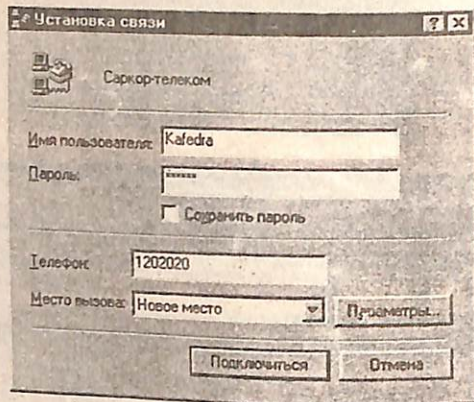 Установка связи
Саркор-телеком
Имя пользователя: Kafedra
Пароль: ******
Сохранить пароль
Телефон: 1202020
Место вызова: Новое место
Параметры...
Подключиться Отмена